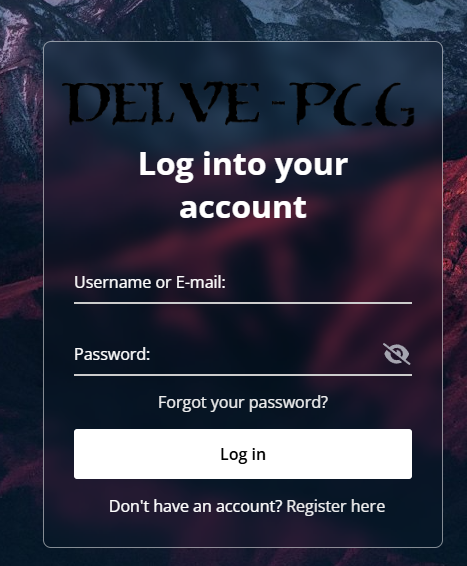 DELVE-PCG
Log into your
account
Username or E-mail:
Password:
Forgot your password?
Log in
Don't have an account? Register here